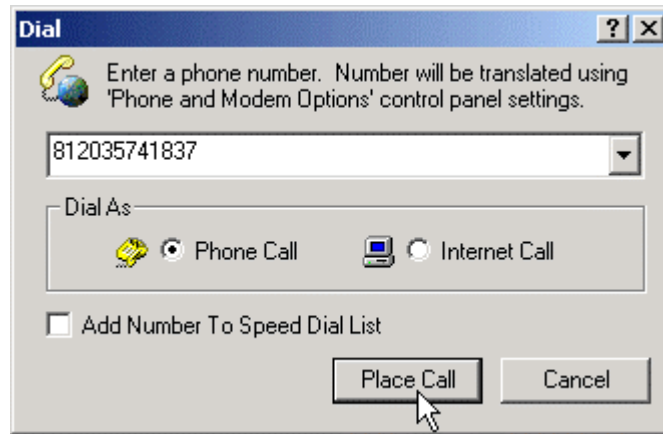 Dial
Enter a phone number.  Number will be translated using
'Phone and Modem Options' control panel settings.
812035741837
Dial As
Phone Call
Internet Call
Add Number To Speed Dial List
Place Call
Cancel